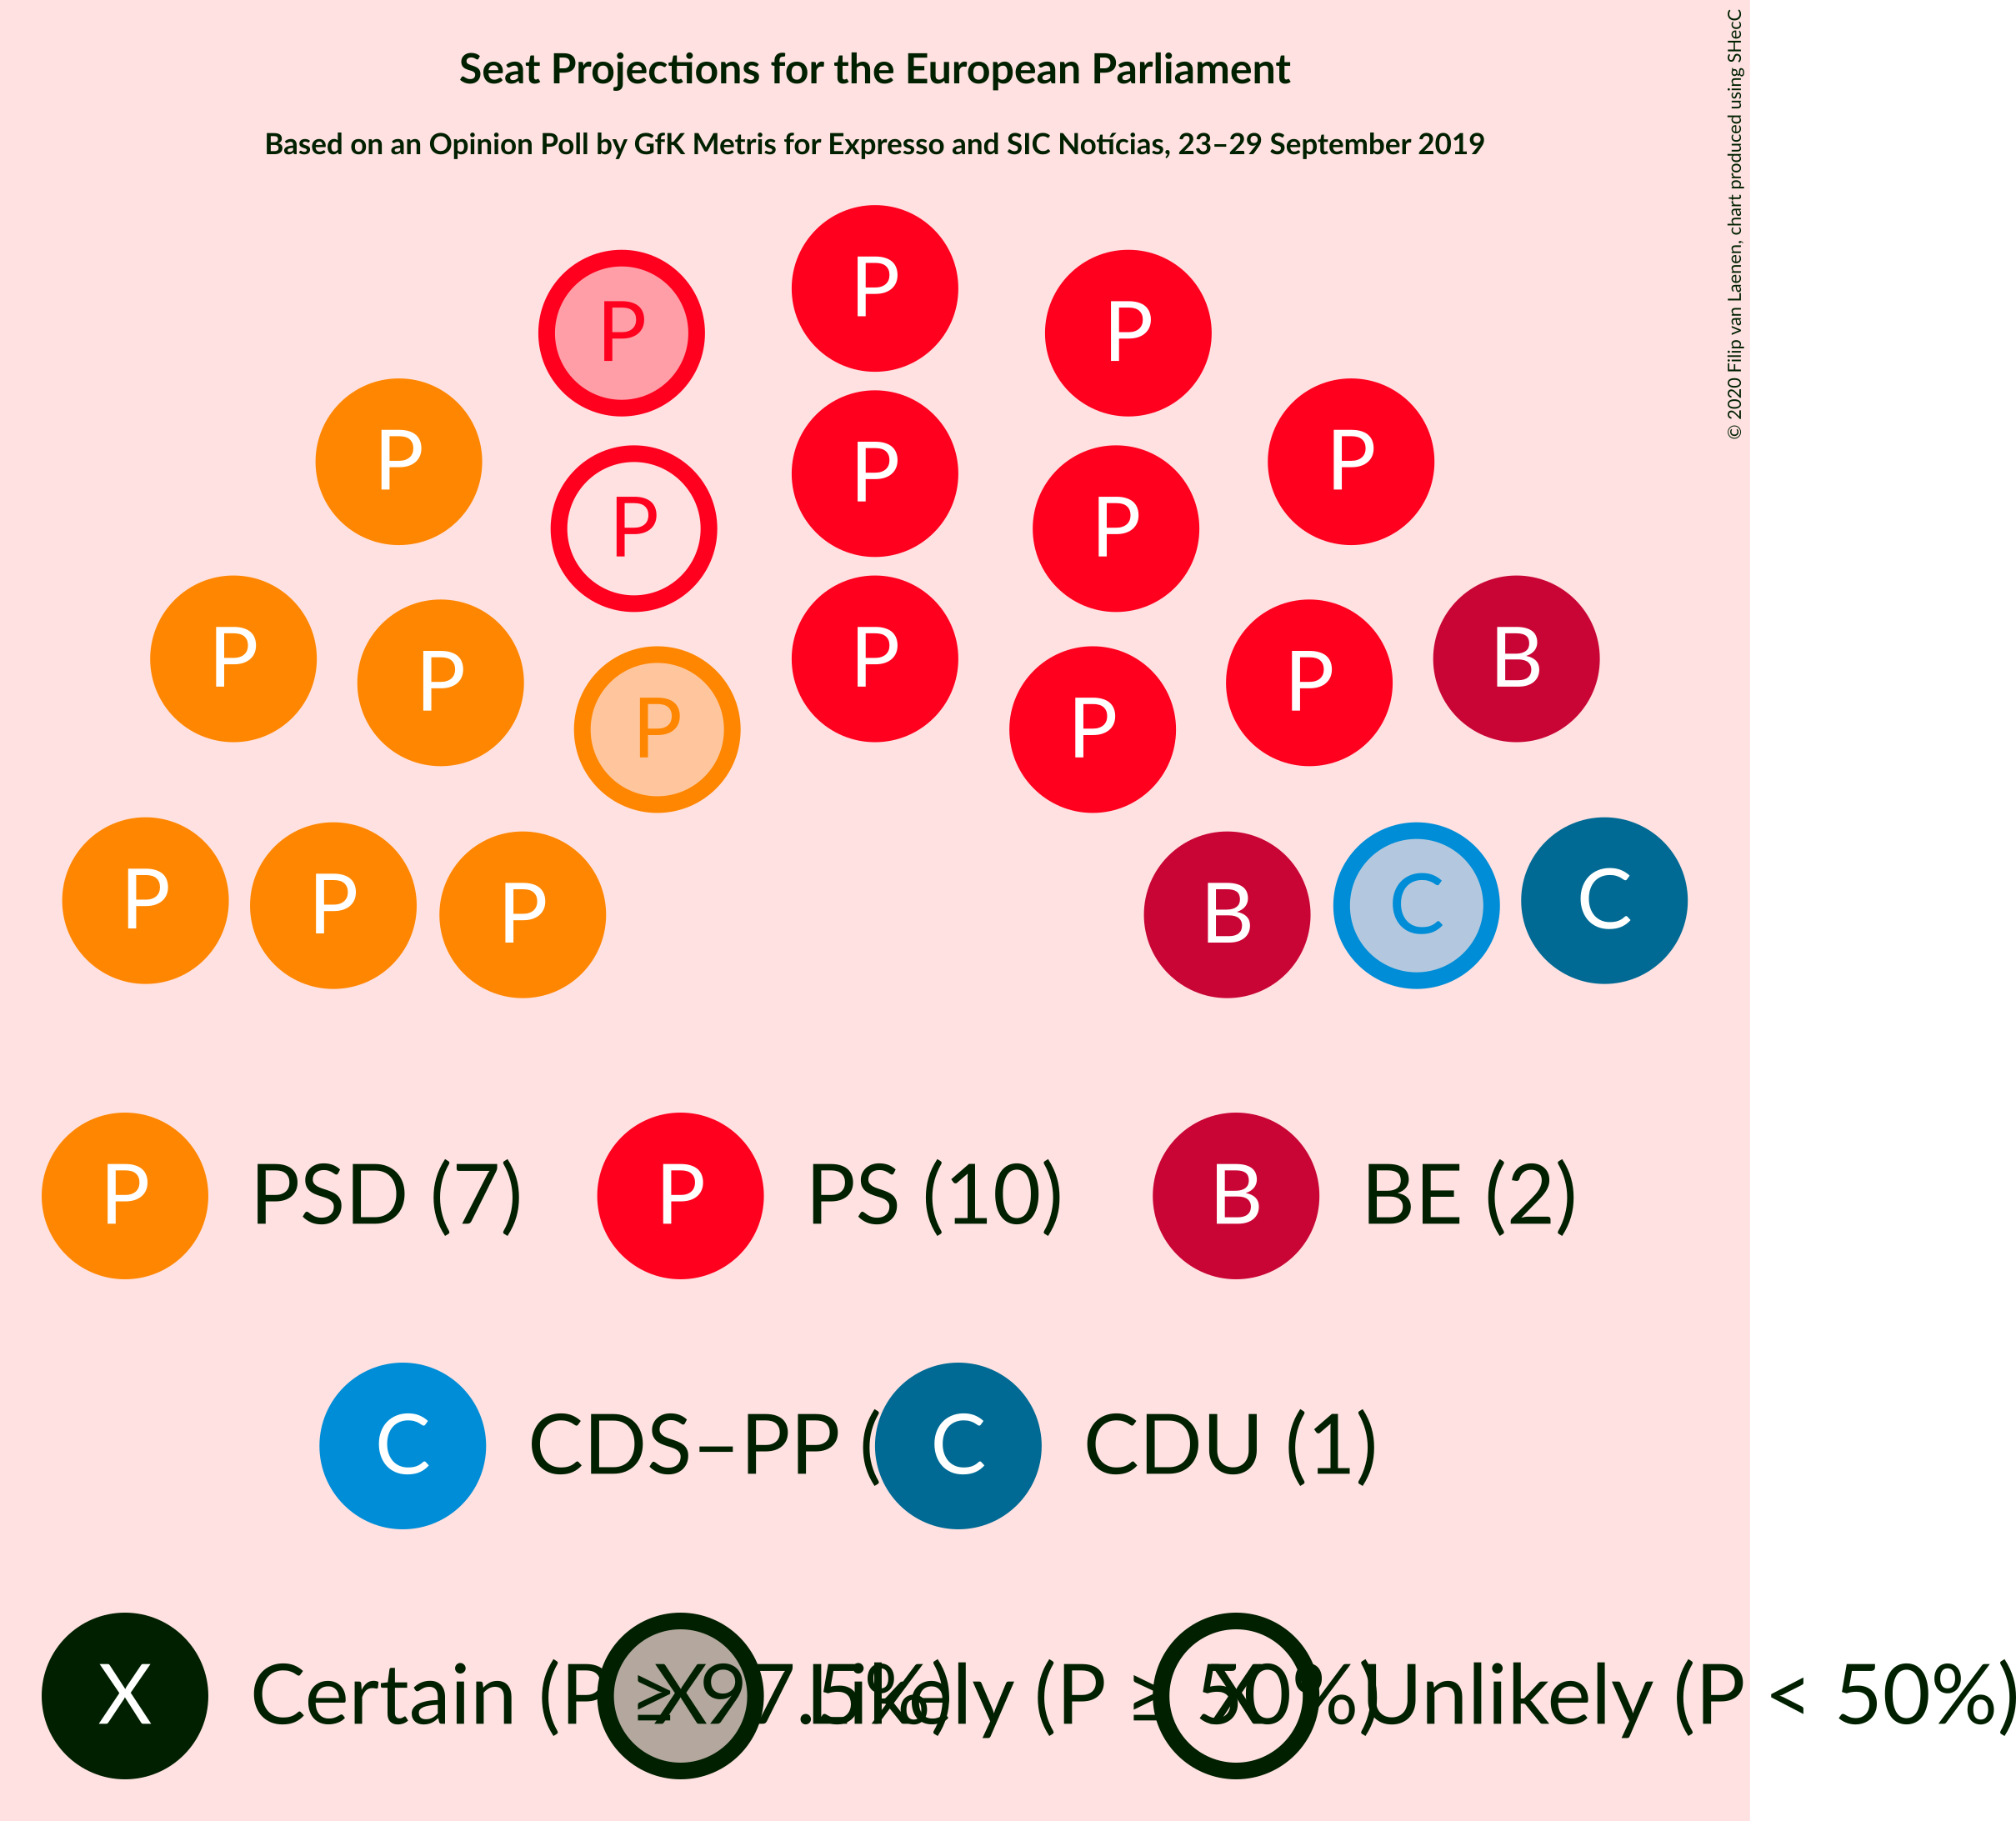 Seat Projections for the European Parliament
Based on an Opinion Poll by GfK Metris for Expresso and SIC Notícias, 23–29 September 2019
© 2020 Filip van Laenen, chart produced using SHecC
P
P P
P P
P
P P
P P
P P
P P B
P P
P P P B C C
P PSD (7) P PS (10) B BE (2)
C CDS–PP ( C CDU (1)
X Certain (P ≥ 97.5%) X Likely (P ≥ 50%) X Unlikely (P < 50%)